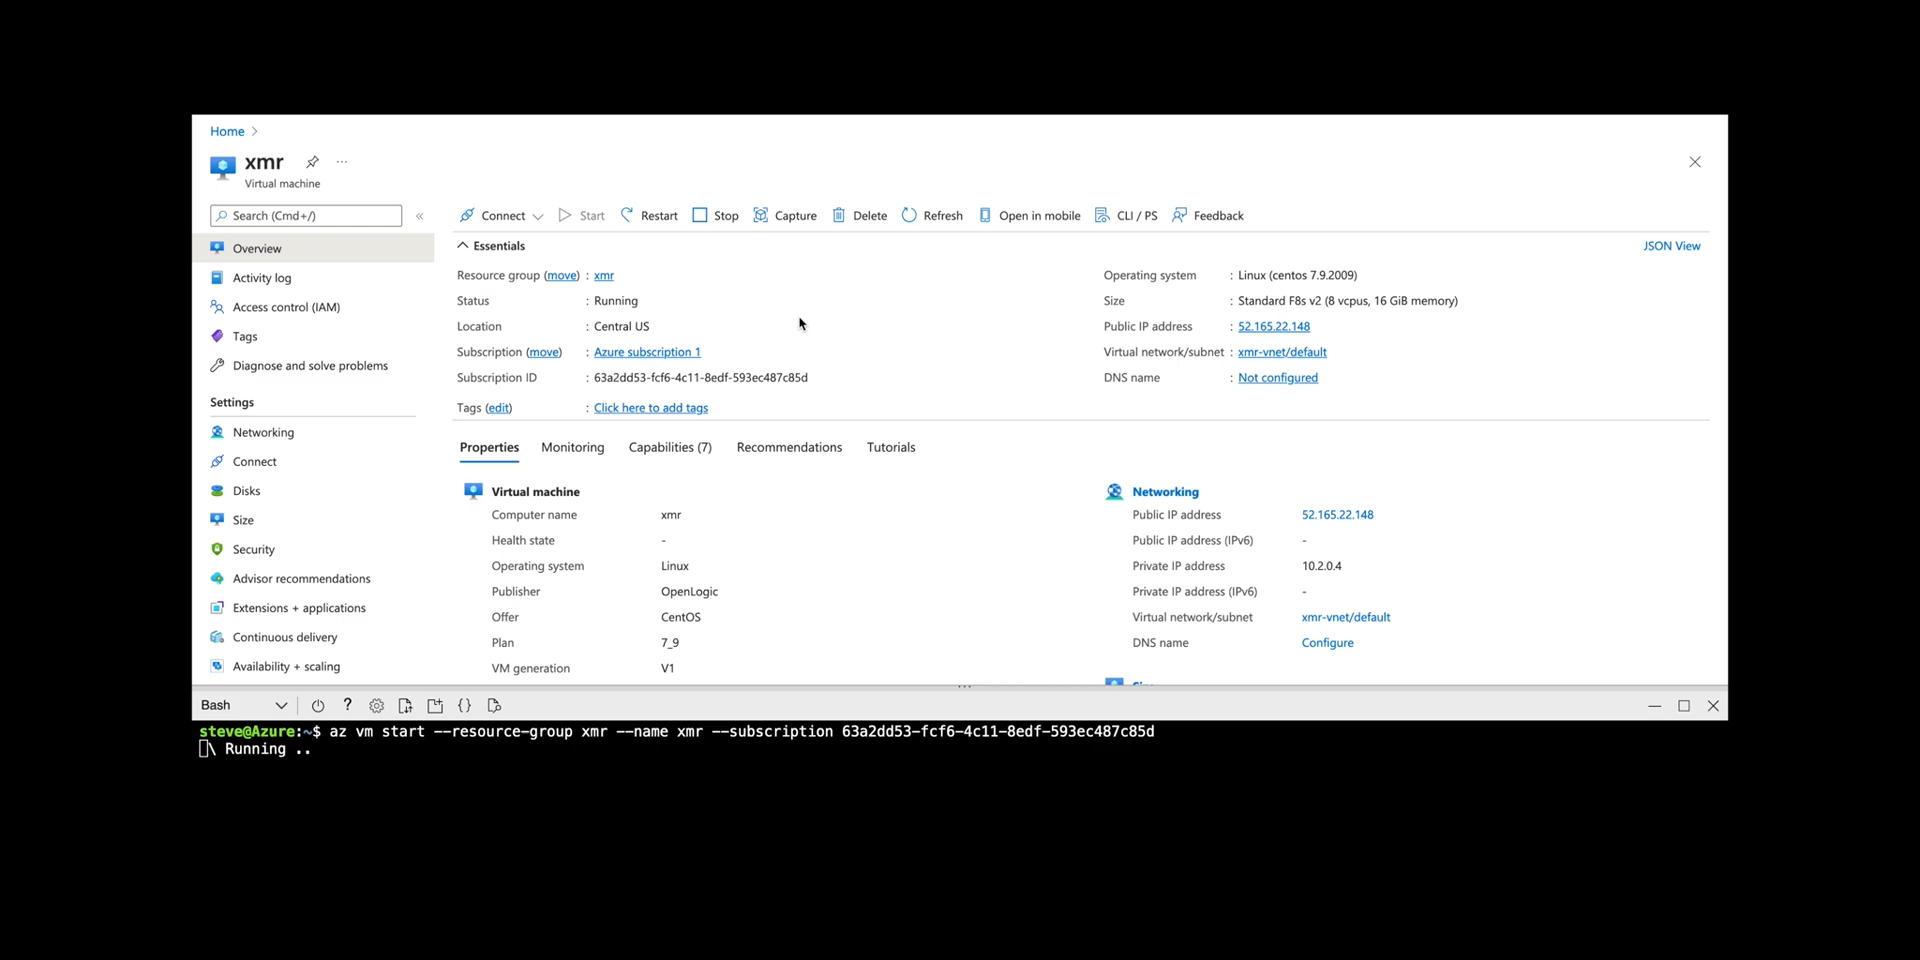 Home >
xmr ...
Virtual machine
Search (Cmd+/) «
Connect Start Restart Stop Capture Delete Refresh Open in mobile CLI / PS Feedback
Overview
Activity log
Access control (IAM)
Tags
Diagnose and solve problems
Settings
Networking
Connect
Disks
Size
Security
Advisor recommendations
Extensions + applications
Continuous delivery
Availability + scaling
Essentials JSON View
Resource group (move) : xmr
Status : Running
Location : Central US
Subscription (move) : Azure subscription 1
Subscription ID : 63a2dd53-fcf6-4c11-8edf-593ec487c85d
Tags (edit) : Click here to add tags
Operating system : Linux (centos 7.9.2009)
Size : Standard F8s v2 (8 vcpus, 16 GiB memory)
Public IP address : 52.165.22.148
Virtual network/subnet : xmr-vnet/default
DNS name : Not configured
Properties Monitoring Capabilities (7) Recommendations Tutorials
Virtual machine
Computer name xmr
Health state -
Operating system Linux
Publisher OpenLogic
Offer CentOS
Plan 7_9
VM generation V1
Networking
Public IP address 52.165.22.148
Public IP address (IPv6) -
Private IP address 10.2.0.4
Private IP address (IPv6) -
Virtual network/subnet xmr-vnet/default
DNS name Configure
Bash ? {}
steve@Azure:~$ az vm start --resource-group xmr --name xmr --subscription 63a2dd53-fcf6-4c11-8edf-593ec487c85d
\ Running ..